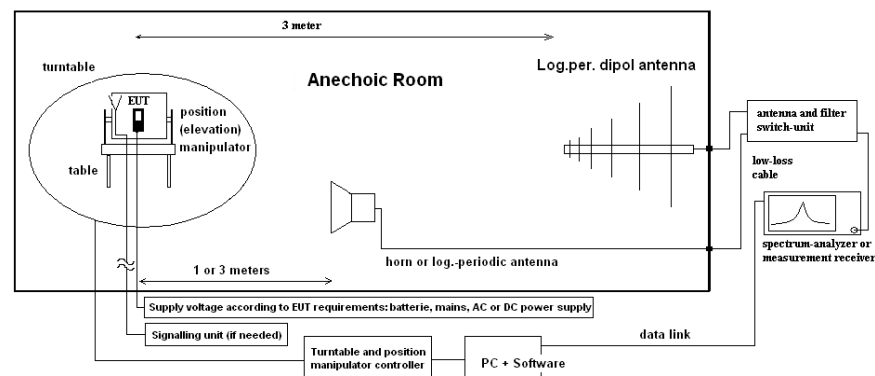 3 meter
turntable
Anechoic Room
Log.per. dipol antenna
EUT
position
(elevation)
manipulator
table
antenna and filter
switch-unit
low-loss
cable
spectrum-analyzer or
measurement receiver
horn or log.-periodic antenna
1 or 3 meters
Supply voltage according to EUT requirements: batterie, mains, AC or DC power supply
Signalling unit (if needed)
data link
Turntable and position
manipulator controller
PC + Software